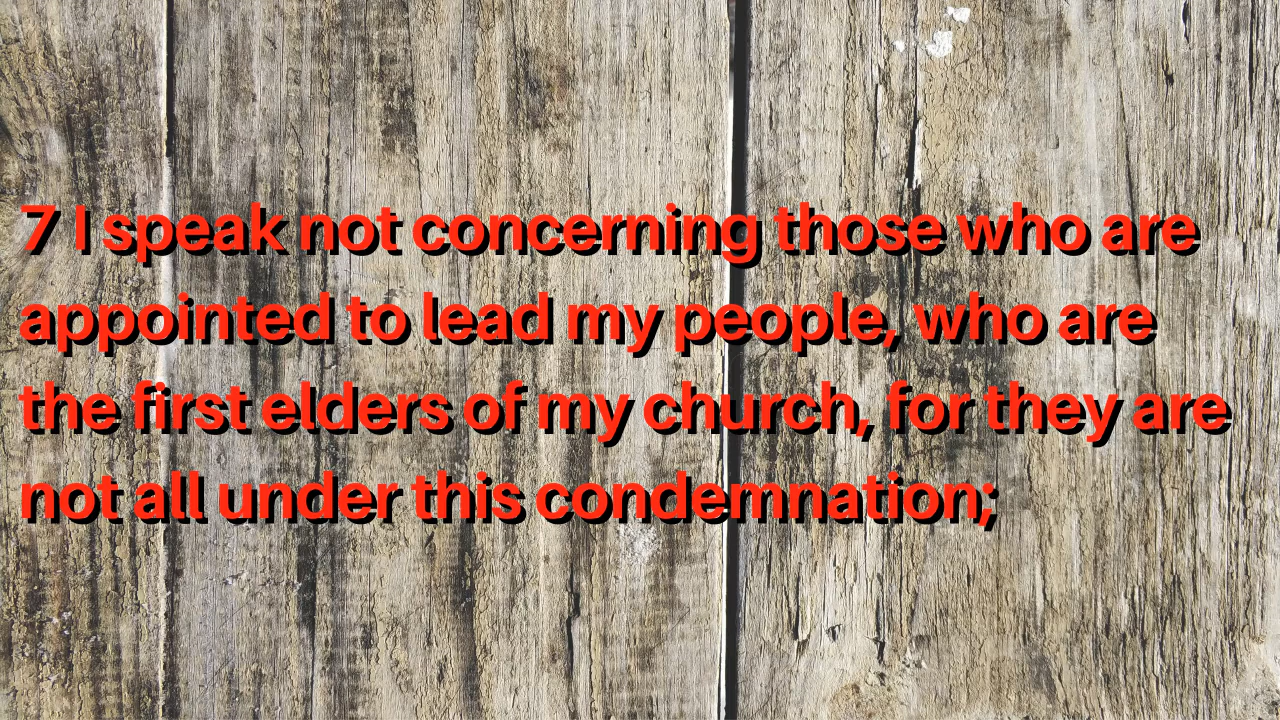 7 I speak not concerning those who are
appointed to lead my people, who are
the first elders of my church, for they are
not all under this condemnation;